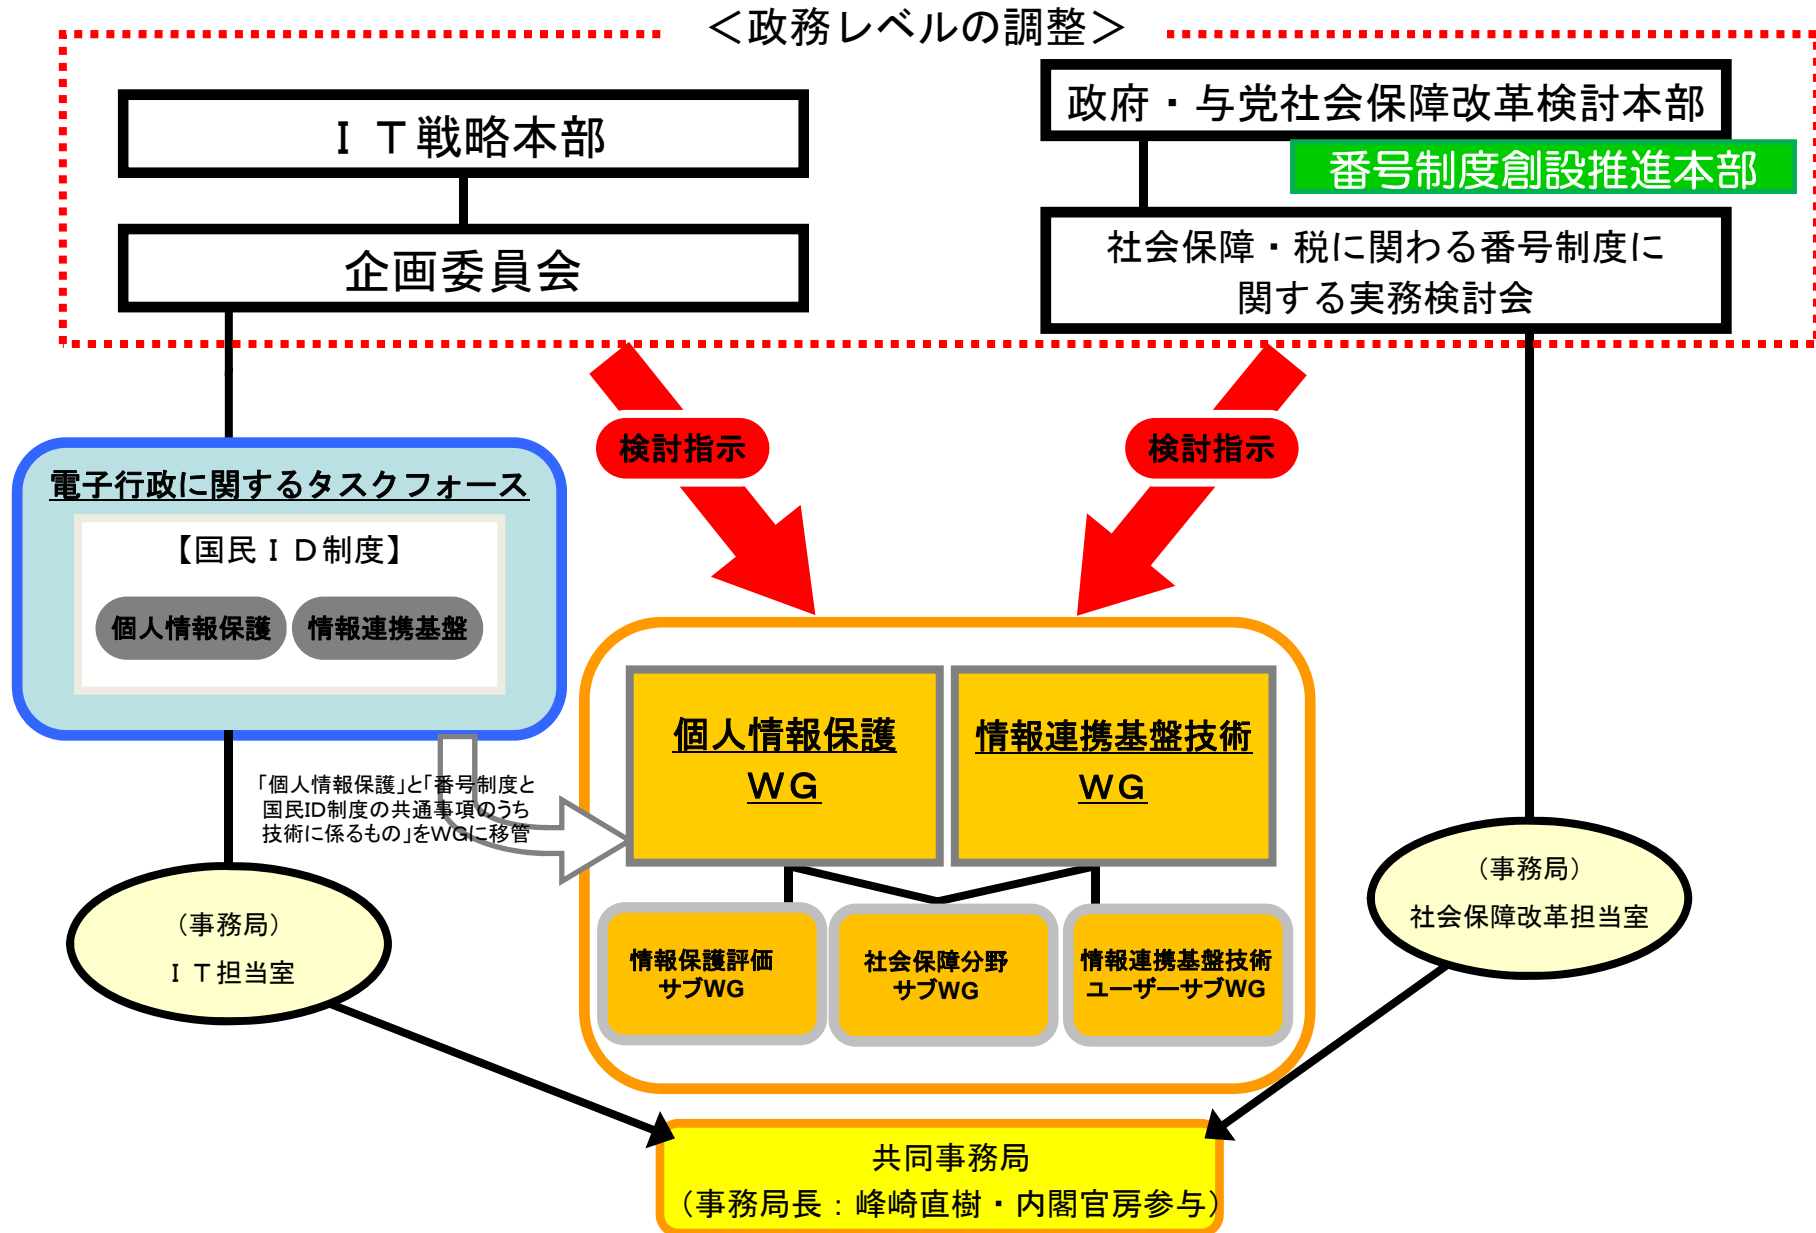 ＜政務レベルの調整＞
ＩＴ戦略本部
企画委員会
政府・与党社会保障改革検討本部
番号制度創設推進本部
社会保障・税に関わる番号制度に
関する実務検討会
検討指示
検討指示
電子行政に関するタスクフォース
【国民ＩＤ制度】
個人情報保護
情報連携基盤
「個人情報保護」と「番号制度と
国民ID制度の共通事項のうち
技術に係るもの」をWGに移管
個人情報保護
ＷＧ
情報連携基盤技術
ＷＧ
情報保護評価
サブWG
社会保障分野
サブWG
情報連携基盤技術
ユーザーサブWG
（事務局）
ＩＴ担当室
（事務局）
社会保障改革担当室
共同事務局
（事務局長：峰崎直樹・内閣官房参与）